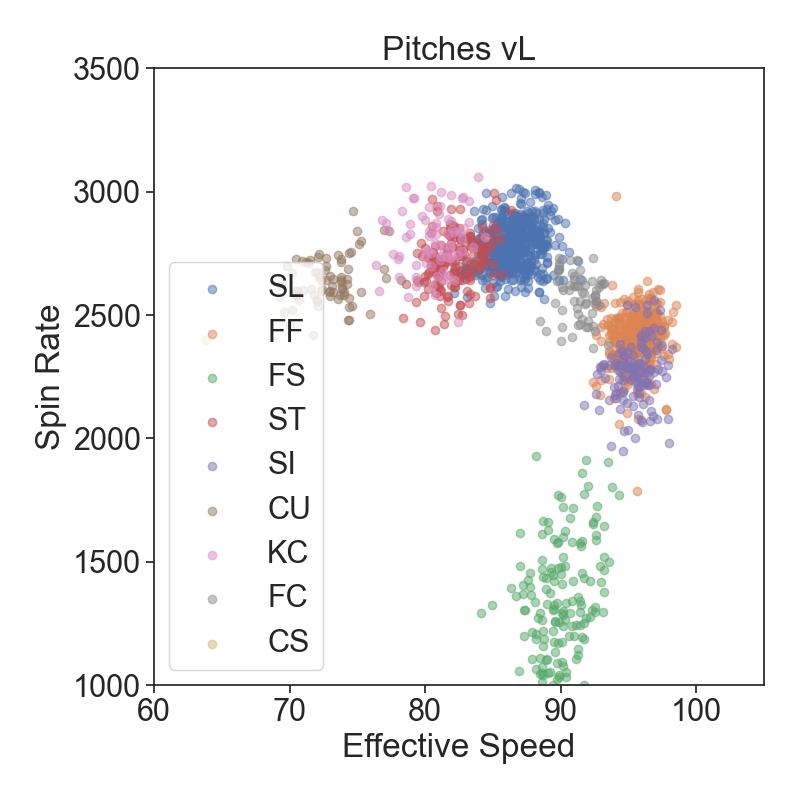 Pitches vL
3500
3000
2500
2000
1500
1000
Spin Rate
SL
FF
FS
ST
SI
CU
KC
FC
CS
60 70 80 90 100
Effective Speed